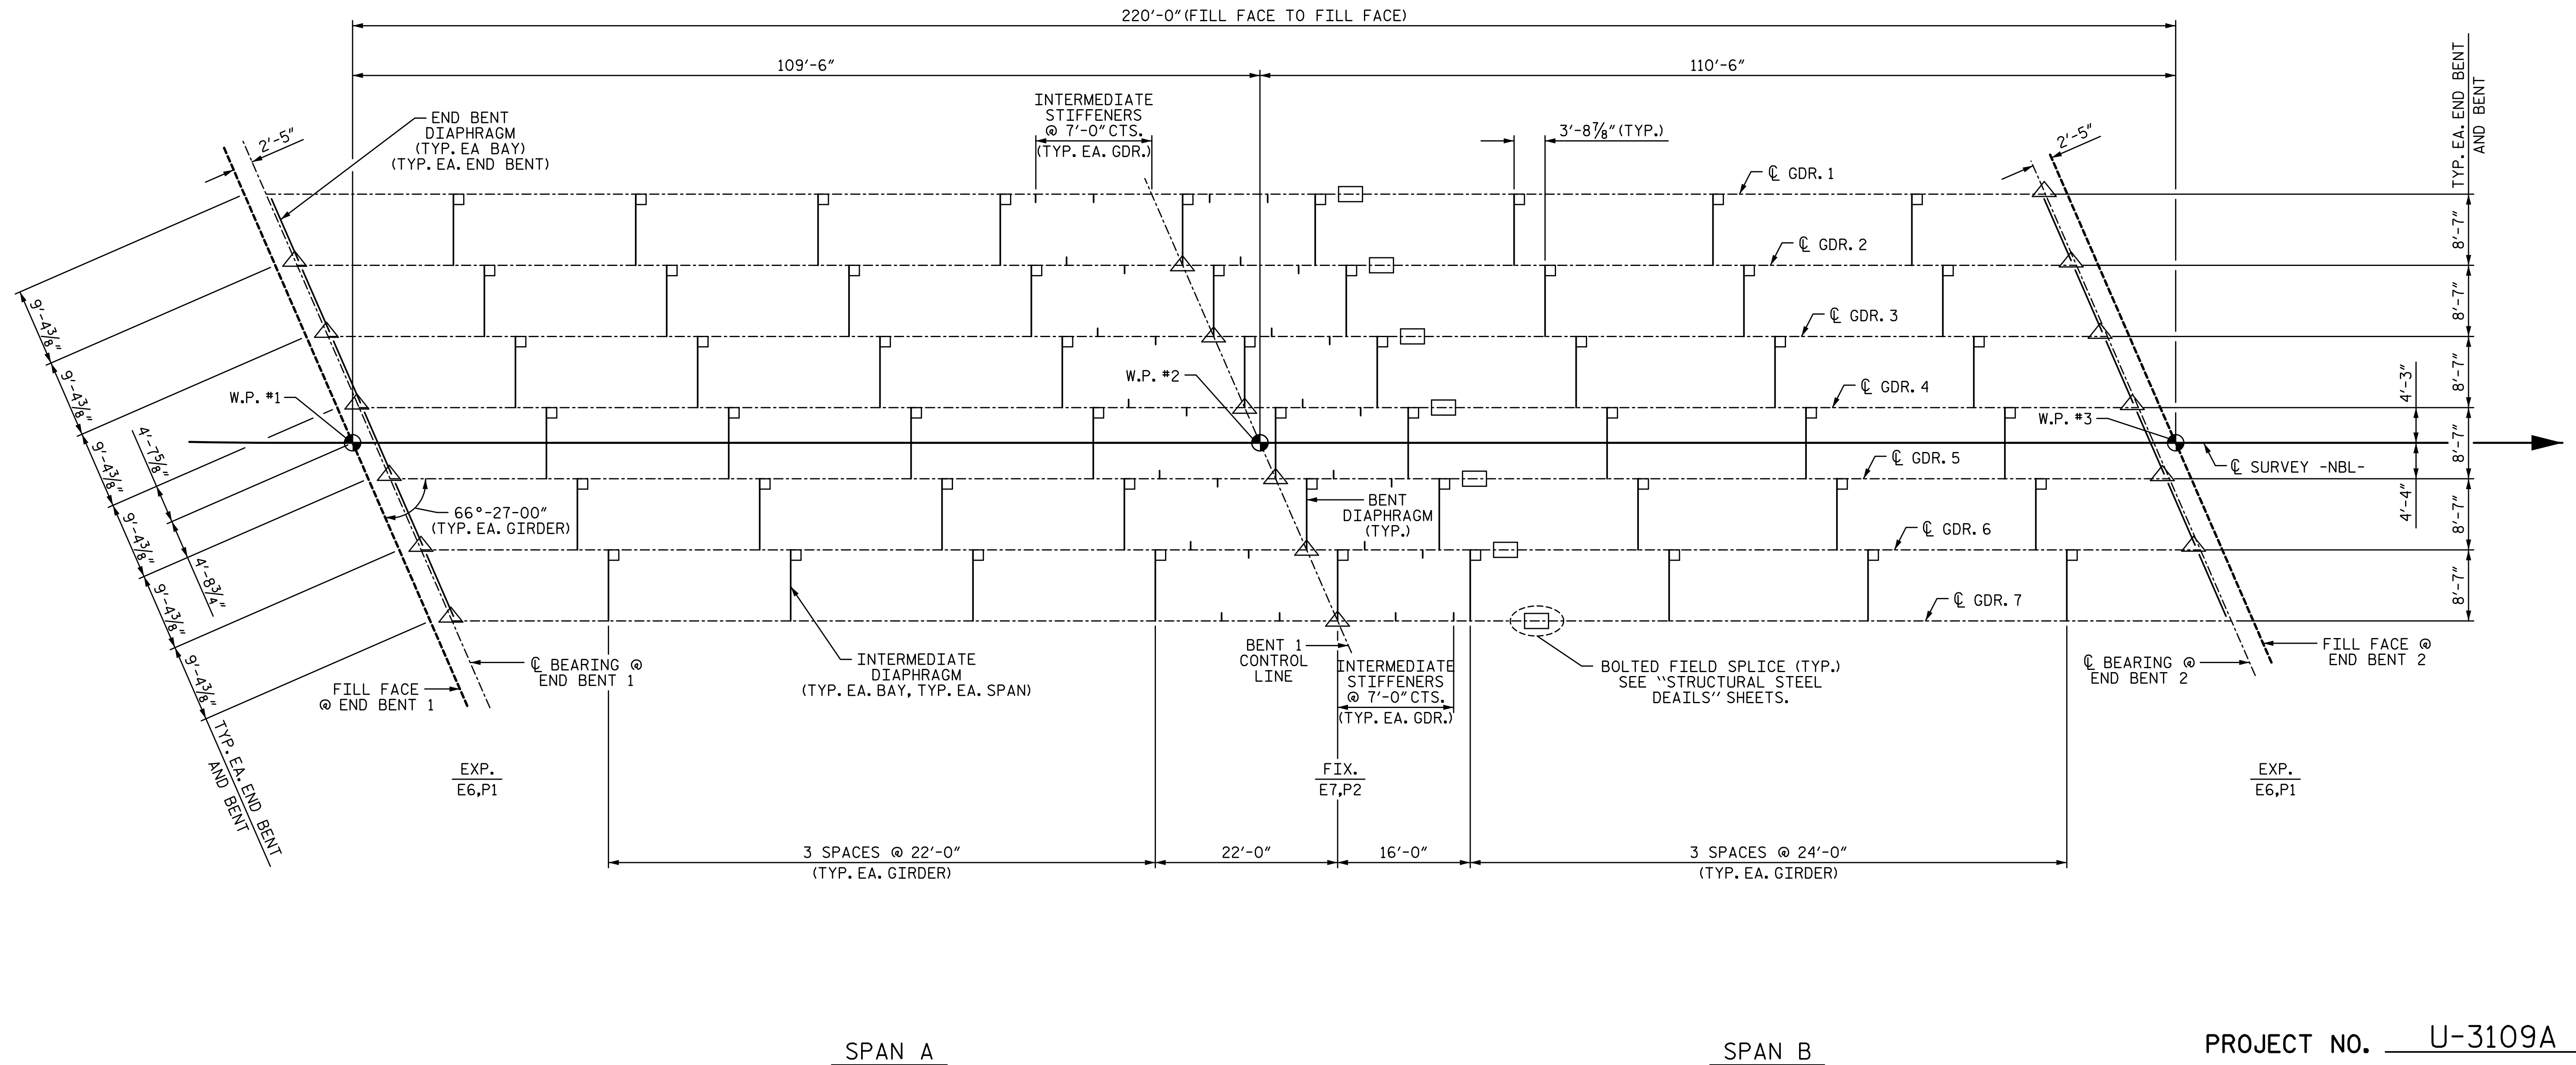 220'-0" (FILL FACE TO FILL FACE)
109'-6"
110'-6"
TYP. EA. END BENT
AND BENT
END BENT
DIAPHRAGM
(TYP. EA BAY)
(TYP. EA. END BENT)
2'-5"
INTERMEDIATE
STIFFENERS
@ 7'-0" CTS.
(TYP. EA. GDR.)
3'-8⅞" (TYP.)
2'-5"
℄ GDR. 1
℄ GDR. 2
℄ GDR. 3
℄ GDR. 4
℄ GDR. 5
℄ GDR. 6
℄ GDR. 7
8'-7"
8'-7"
8'-7"
8'-7"
8'-7"
8'-7"
4'-3"
4'-4"
9'-4⅜"
9'-4⅜"
9'-4⅜"
9'-4⅜"
9'-4⅜"
9'-4⅜"
4'-7⅝"
4'-8¾"
TYP. EA. END BENT
AND BENT
W.P. #1
W.P. #2
W.P. #3
℄ SURVEY -NBL-
66°-27-00"
(TYP. EA. GIRDER)
BENT
DIAPHRAGM
(TYP.)
℄ BEARING @
END BENT 1
FILL FACE
@ END BENT 1
INTERMEDIATE
DIAPHRAGM
(TYP. EA. BAY, TYP. EA. SPAN)
BENT 1
CONTROL
LINE
INTERMEDIATE
STIFFENERS
@ 7'-0" CTS.
(TYP. EA. GDR.)
BOLTED FIELD SPLICE (TYP.)
SEE ``STRUCTURAL STEEL
DEAILS'' SHEETS.
℄ BEARING @
END BENT 2
FILL FACE @
END BENT 2
EXP.
E6,P1
FIX.
E7,P2
EXP.
E6,P1
3 SPACES @ 22'-0"
(TYP. EA. GIRDER)
22'-0"
16'-0"
3 SPACES @ 24'-0"
(TYP. EA. GIRDER)
SPAN A
SPAN B
PROJECT NO. U-3109A